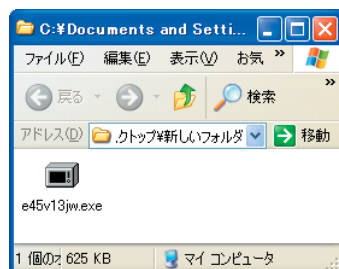 C:¥Documents and Setti...
ファイル(F) 編集(E) 表示(V) お気 »
戻る 検索 »
アドレス(D) クトップ¥新しいフォルダ 移動
e45v13jw.exe
1 個のオ 625 KB マイ コンピュータ